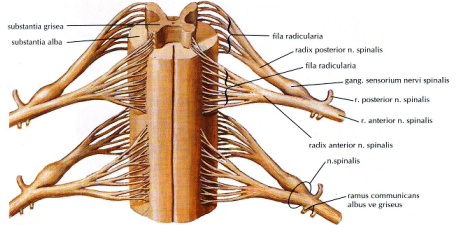 substantia grisea
substantia alba
fila radicularia
radix posterior n. spinalis
fila radicularia
gang. sensorium nervi spinalis
r. posterior n. spinalis
r. anterior n. spinalis
radix anterior n. spinalis
n.spinalis
ramus communicans
albus ve griseus